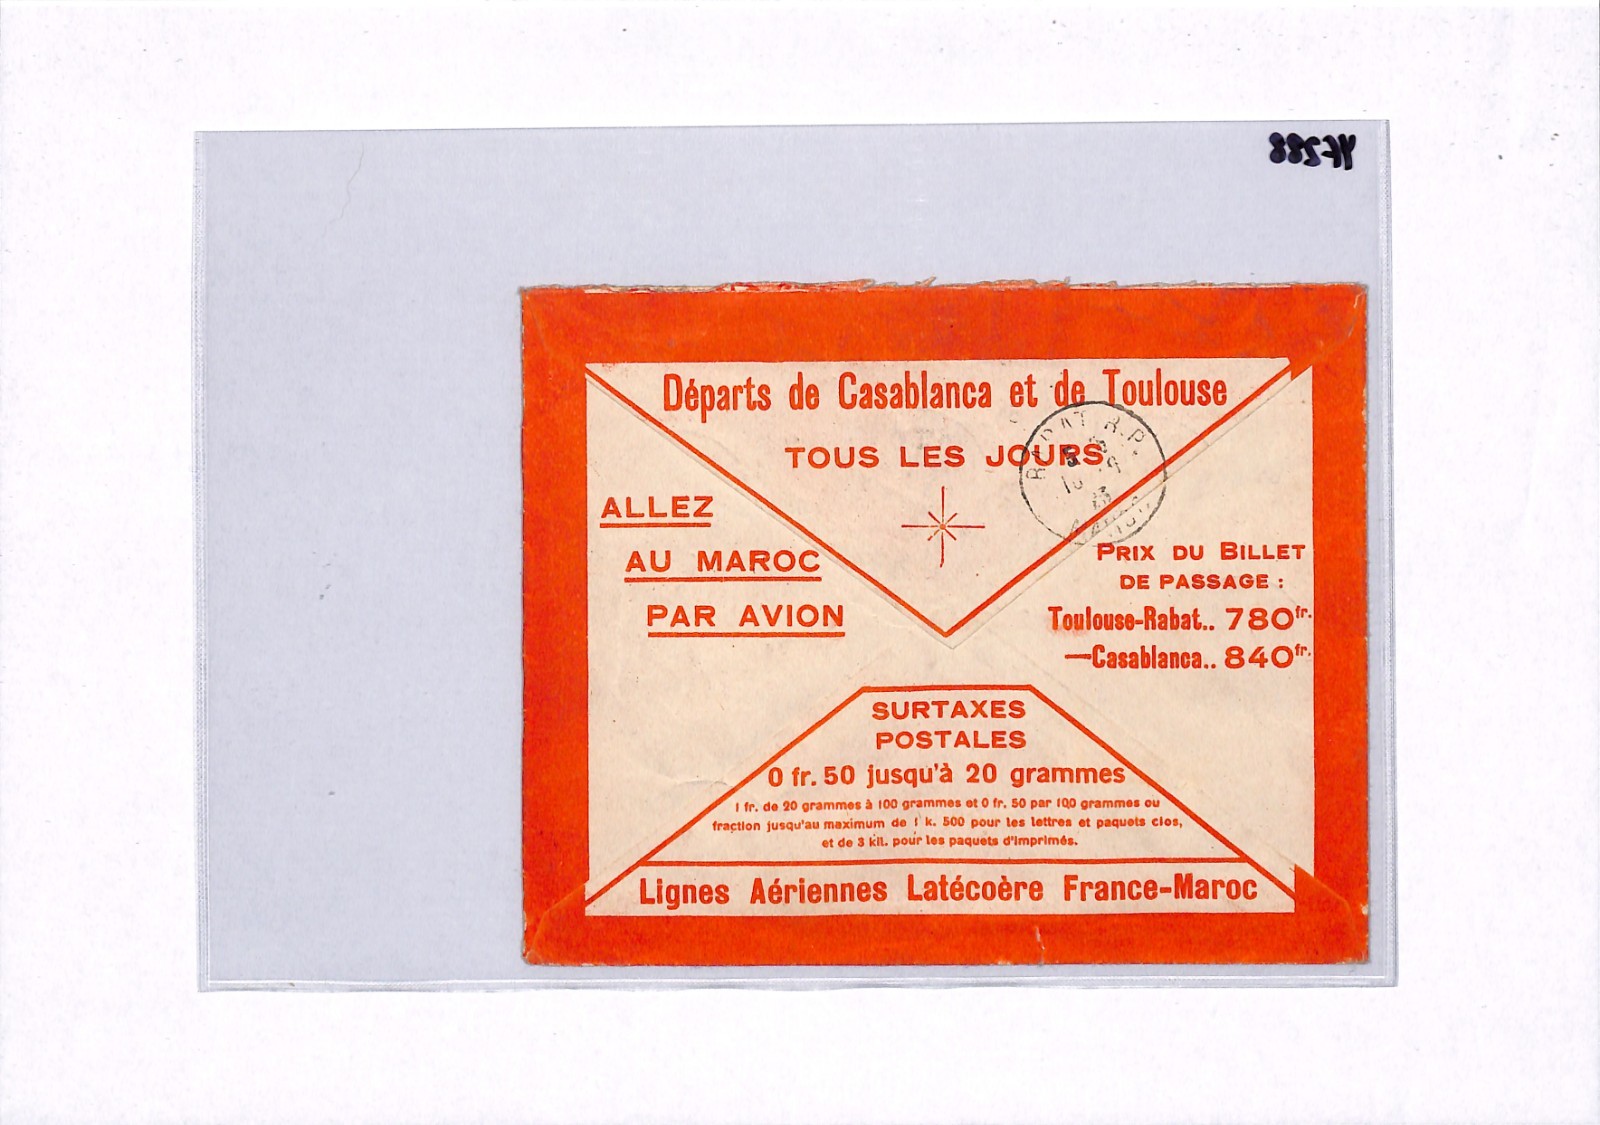 YF288
Départs de Casablanca et de Toulouse
TOUS LES JOURS
RABAT R.P
MAROC
ALLEZ
AU MAROC
PAR AVION
PRIX DU BILLET
DE PASSAGE :
Toulouse-Rabat.. 780fr.
—Casablanca.. 840fr.
SURTAXES
POSTALES
0 fr. 50 jusqu'à 20 grammes
1 fr. de 20 grammes à 100 grammes et 0 fr. 50 par 100 grammes ou
fraction jusqu'au maximum de 1 k. 500 pour les lettres et paquets clos,
et de 3 kil. pour les paquets d'imprimés.
Lignes Aériennes Latécoère France-Maroc